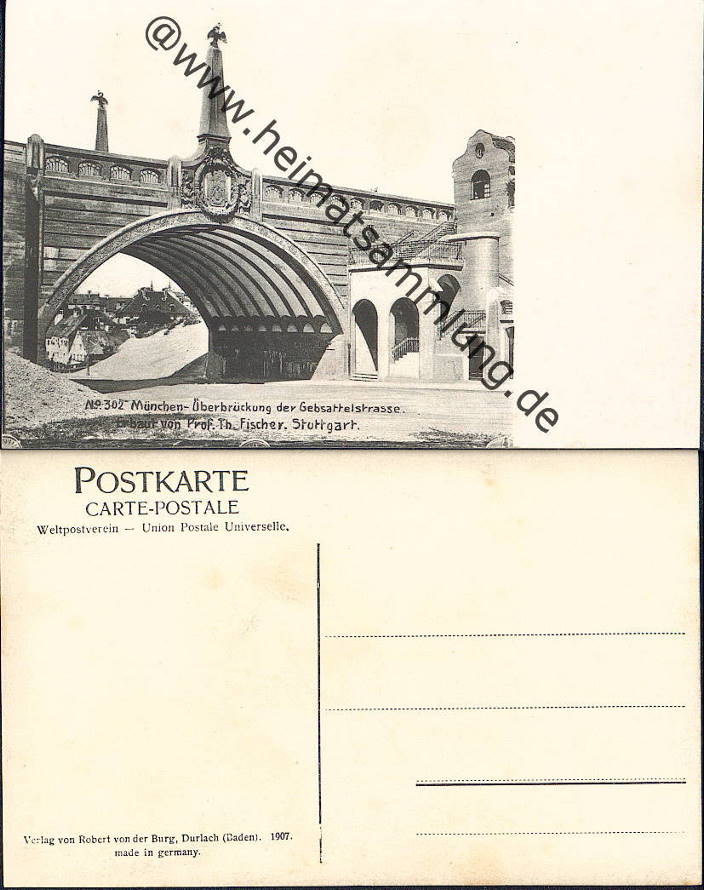 @www.heimatsammlung.de
No. 302 München-Überbrückung der Gebsattelstrasse.
Erbaut von Prof. Th. Fischer. Stuttgart.
POSTKARTE
CARTE-POSTALE
Weltpostverein — Union Postale Universelle.
Verlag von Robert von der Burg, Durlach (Baden). 1907.
made in germany.